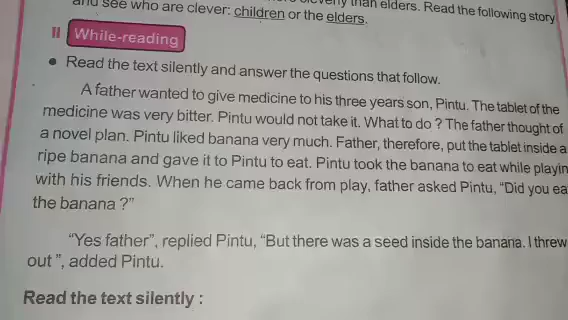 and see who are clever: children or the elders.
than elders. Read the following story
II While-reading
• Read the text silently and answer the questions that follow.
A father wanted to give medicine to his three years son, Pintu. The tablet of the
medicine was very bitter. Pintu would not take it. What to do ? The father thought of
a novel plan. Pintu liked banana very much. Father, therefore, put the tablet inside a
ripe banana and gave it to Pintu to eat. Pintu took the banana to eat while playin
with his friends. When he came back from play, father asked Pintu, "Did you ea
the banana ?"
"Yes father", replied Pintu, "But there was a seed inside the banana. I threw
out ", added Pintu.
Read the text silently :